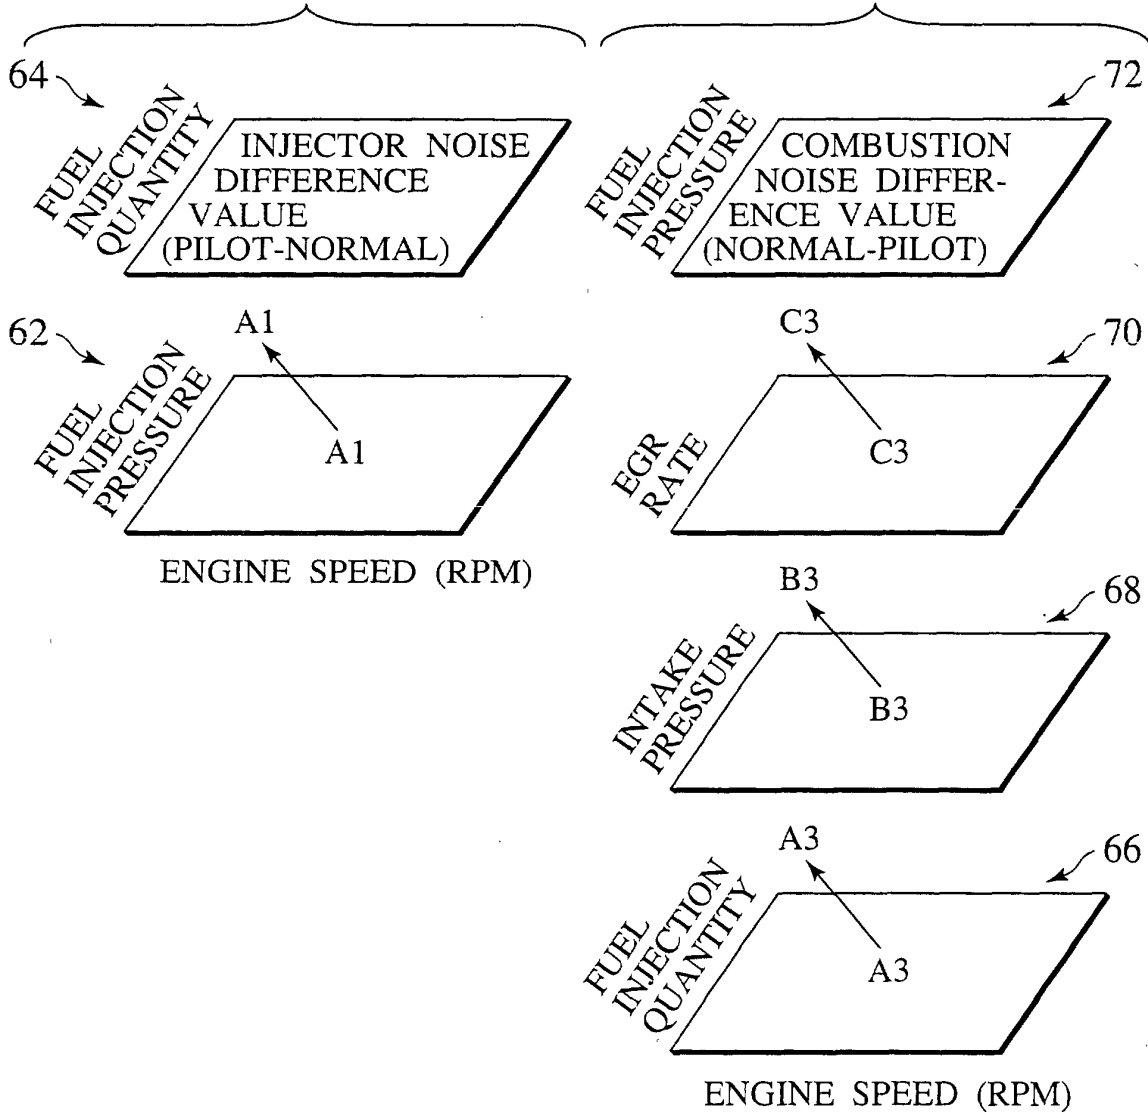 64
FUEL
INJECTION
QUANTITY
INJECTOR NOISE
DIFFERENCE
VALUE
(PILOT-NORMAL)
62
FUEL
INJECTION
PRESSURE
A1
A1
ENGINE SPEED (RPM)
72
FUEL
INJECTION
PRESSURE
COMBUSTION
NOISE DIFFER-
ENCE VALUE
(NORMAL-PILOT)
70
EGR
RATE
C3
C3
68
INTAKE
PRESSURE
B3
B3
66
FUEL
INJECTION
QUANTITY
A3
A3
ENGINE SPEED (RPM)